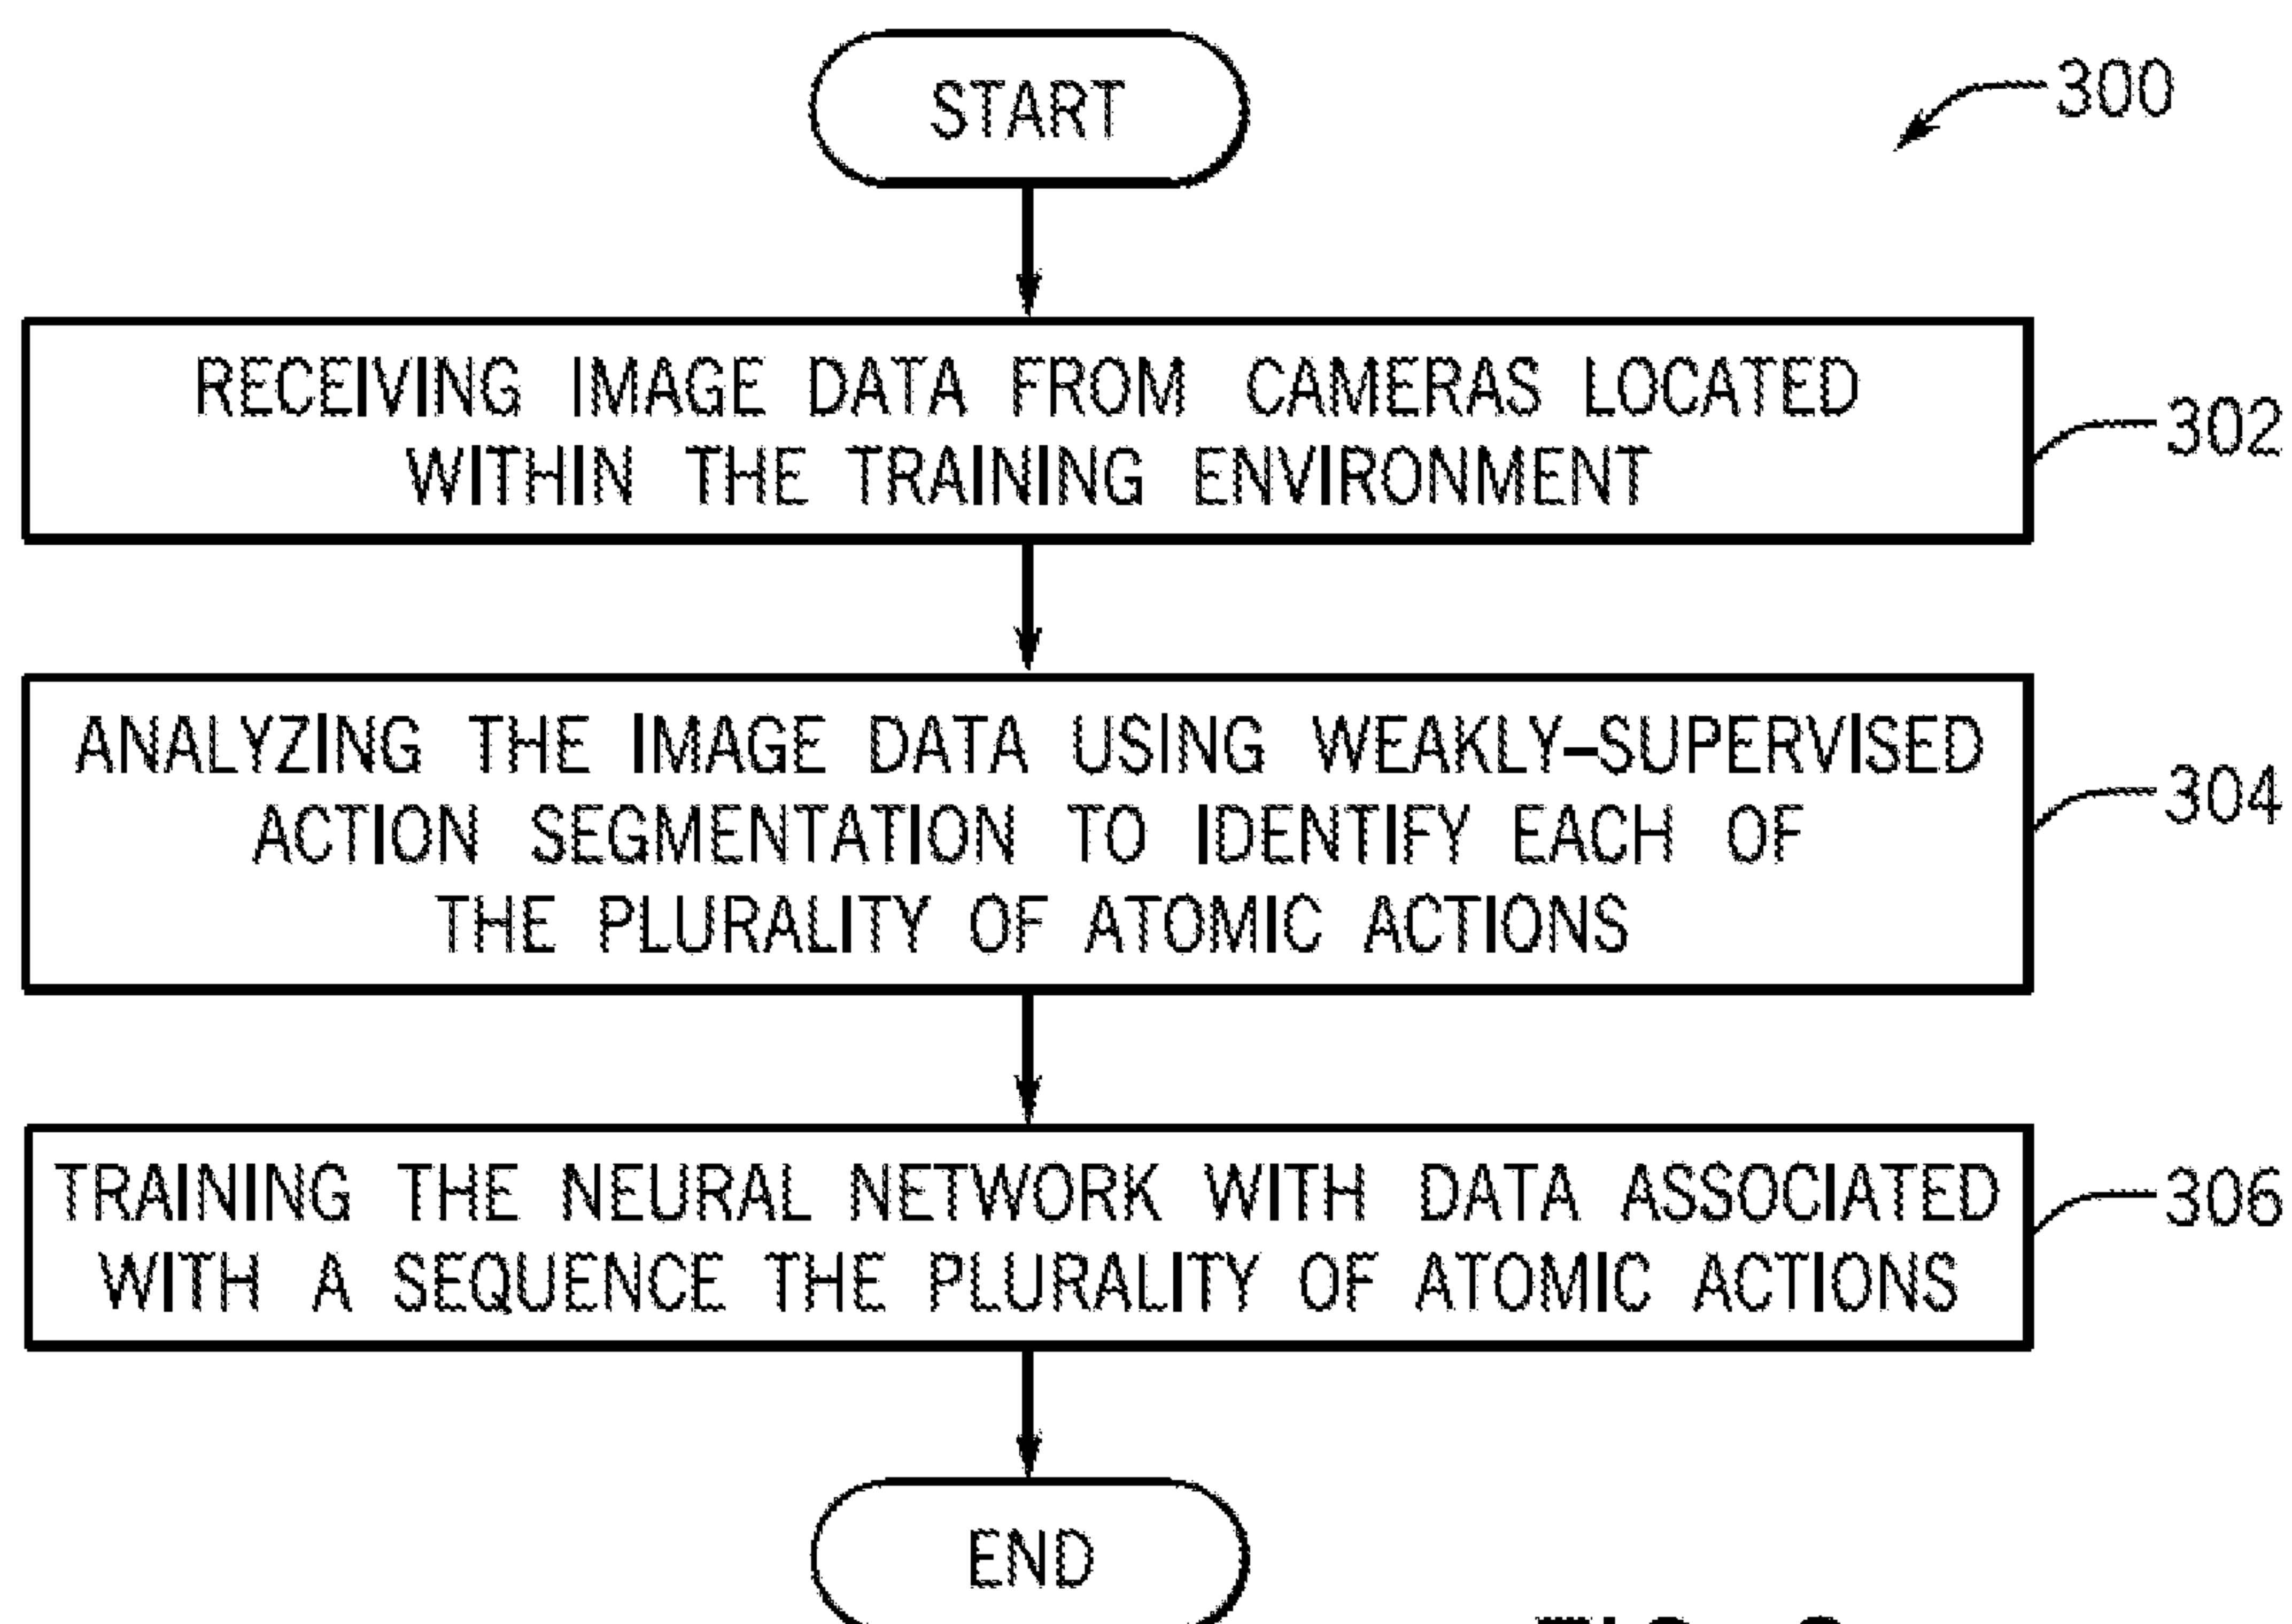 START
300
RECEIVING IMAGE DATA FROM CAMERAS LOCATED
WITHIN THE TRAINING ENVIRONMENT
302
ANALYZING THE IMAGE DATA USING WEAKLY-SUPERVISED
ACTION SEGMENTATION TO IDENTIFY EACH OF
THE PLURALITY OF ATOMIC ACTIONS
304
TRAINING THE NEURAL NETWORK WITH DATA ASSOCIATED
WITH A SEQUENCE THE PLURALITY OF ATOMIC ACTIONS
306
END